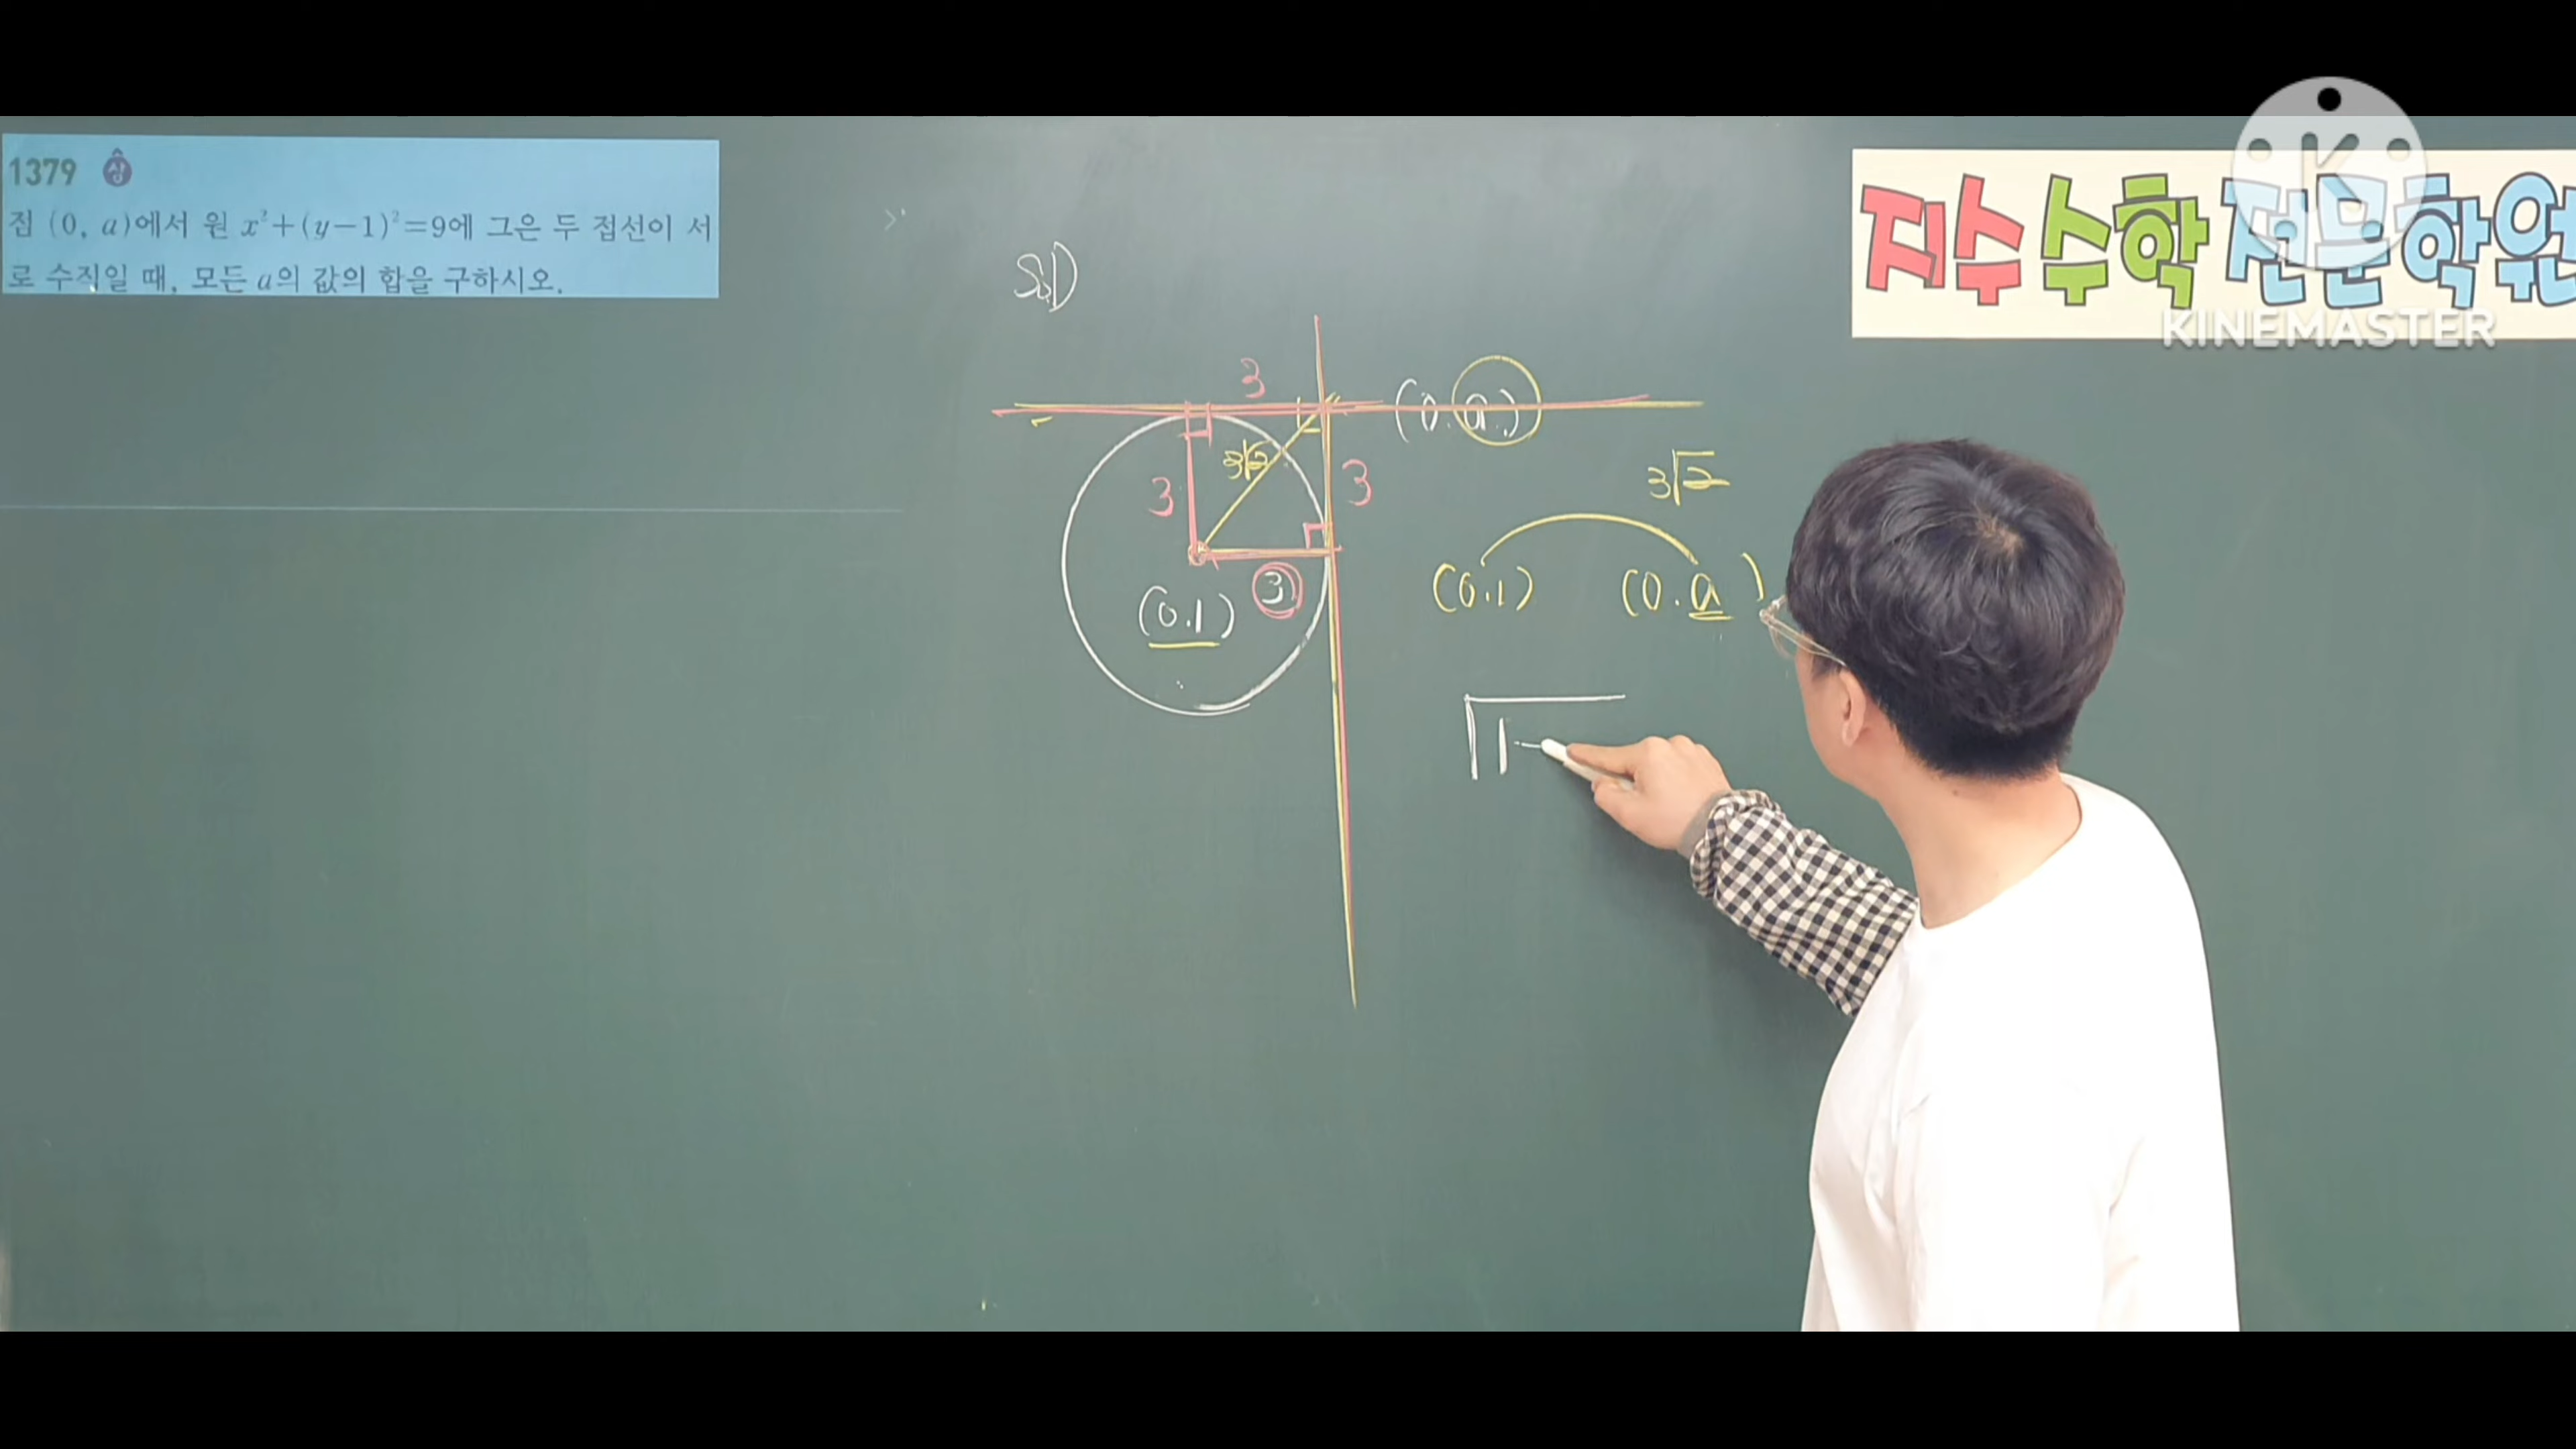 1379 상
점 (0, a)에서 원 x²+(y-1)²=9에 그은 두 접선이 서
로 수직일 때, 모든 a의 값의 합을 구하시오.
지수수학전문학원
KINEMASTER
Sol)
3
(0.a)
3√2
3
3
3√2
(0.1) (0.a)
3
(0.1)
√1-